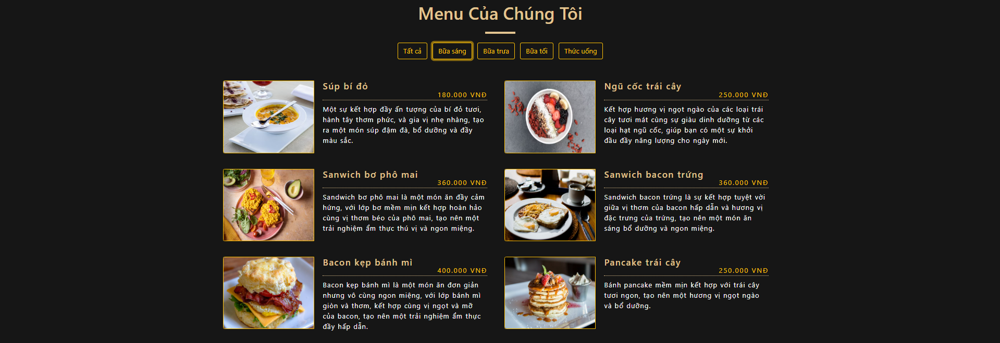 Menu Của Chúng Tôi
Tất cả
Bữa sáng
Bữa trưa
Bữa tối
Thức uống
Súp bí đỏ
180.000 VNĐ
Một sự kết hợp đầy ấn tượng của bí đỏ tươi,
hành tây thơm phức, và gia vị nhẹ nhàng, tạo
ra một món súp đậm đà, bổ dưỡng và đầy
màu sắc.
Ngũ cốc trái cây
250.000 VNĐ
Kết hợp hương vị ngọt ngào của các loại trái
cây tươi mát cùng sự giàu dinh dưỡng từ các
loại hạt ngũ cốc, giúp bạn có một sự khởi
đầu đầy năng lượng cho ngày mới.
Sanwich bơ phô mai
360.000 VNĐ
Sandwich bơ phô mai là một món ăn đầy cảm
hứng, với lớp bơ mềm mịn kết hợp hoàn hảo
cùng vị thơm béo của phô mai, tạo nên một
trải nghiệm ẩm thực thú vị và ngon miệng.
Sanwich bacon trứng
360.000 VNĐ
Sandwich bacon trứng là sự kết hợp tuyệt vời
giữa vị thơm của bacon hấp dẫn và hương vị
đặc trưng của trứng, tạo nên một món ăn
sáng bổ dưỡng và ngon miệng.
Bacon kẹp bánh mì
400.000 VNĐ
Bacon kẹp bánh mì là một món ăn đơn giản
nhưng vô cùng ngon miệng, với lớp bánh mì
giòn và thơm, kết hợp cùng vị ngọt và mỡ
của bacon, tạo nên một trải nghiệm ẩm thực
đầy hấp dẫn.
Pancake trái cây
250.000 VNĐ
Bánh pancake mềm mịn kết hợp với trái cây
tươi ngon, tạo nên một hương vị ngọt ngào
và bổ dưỡng.